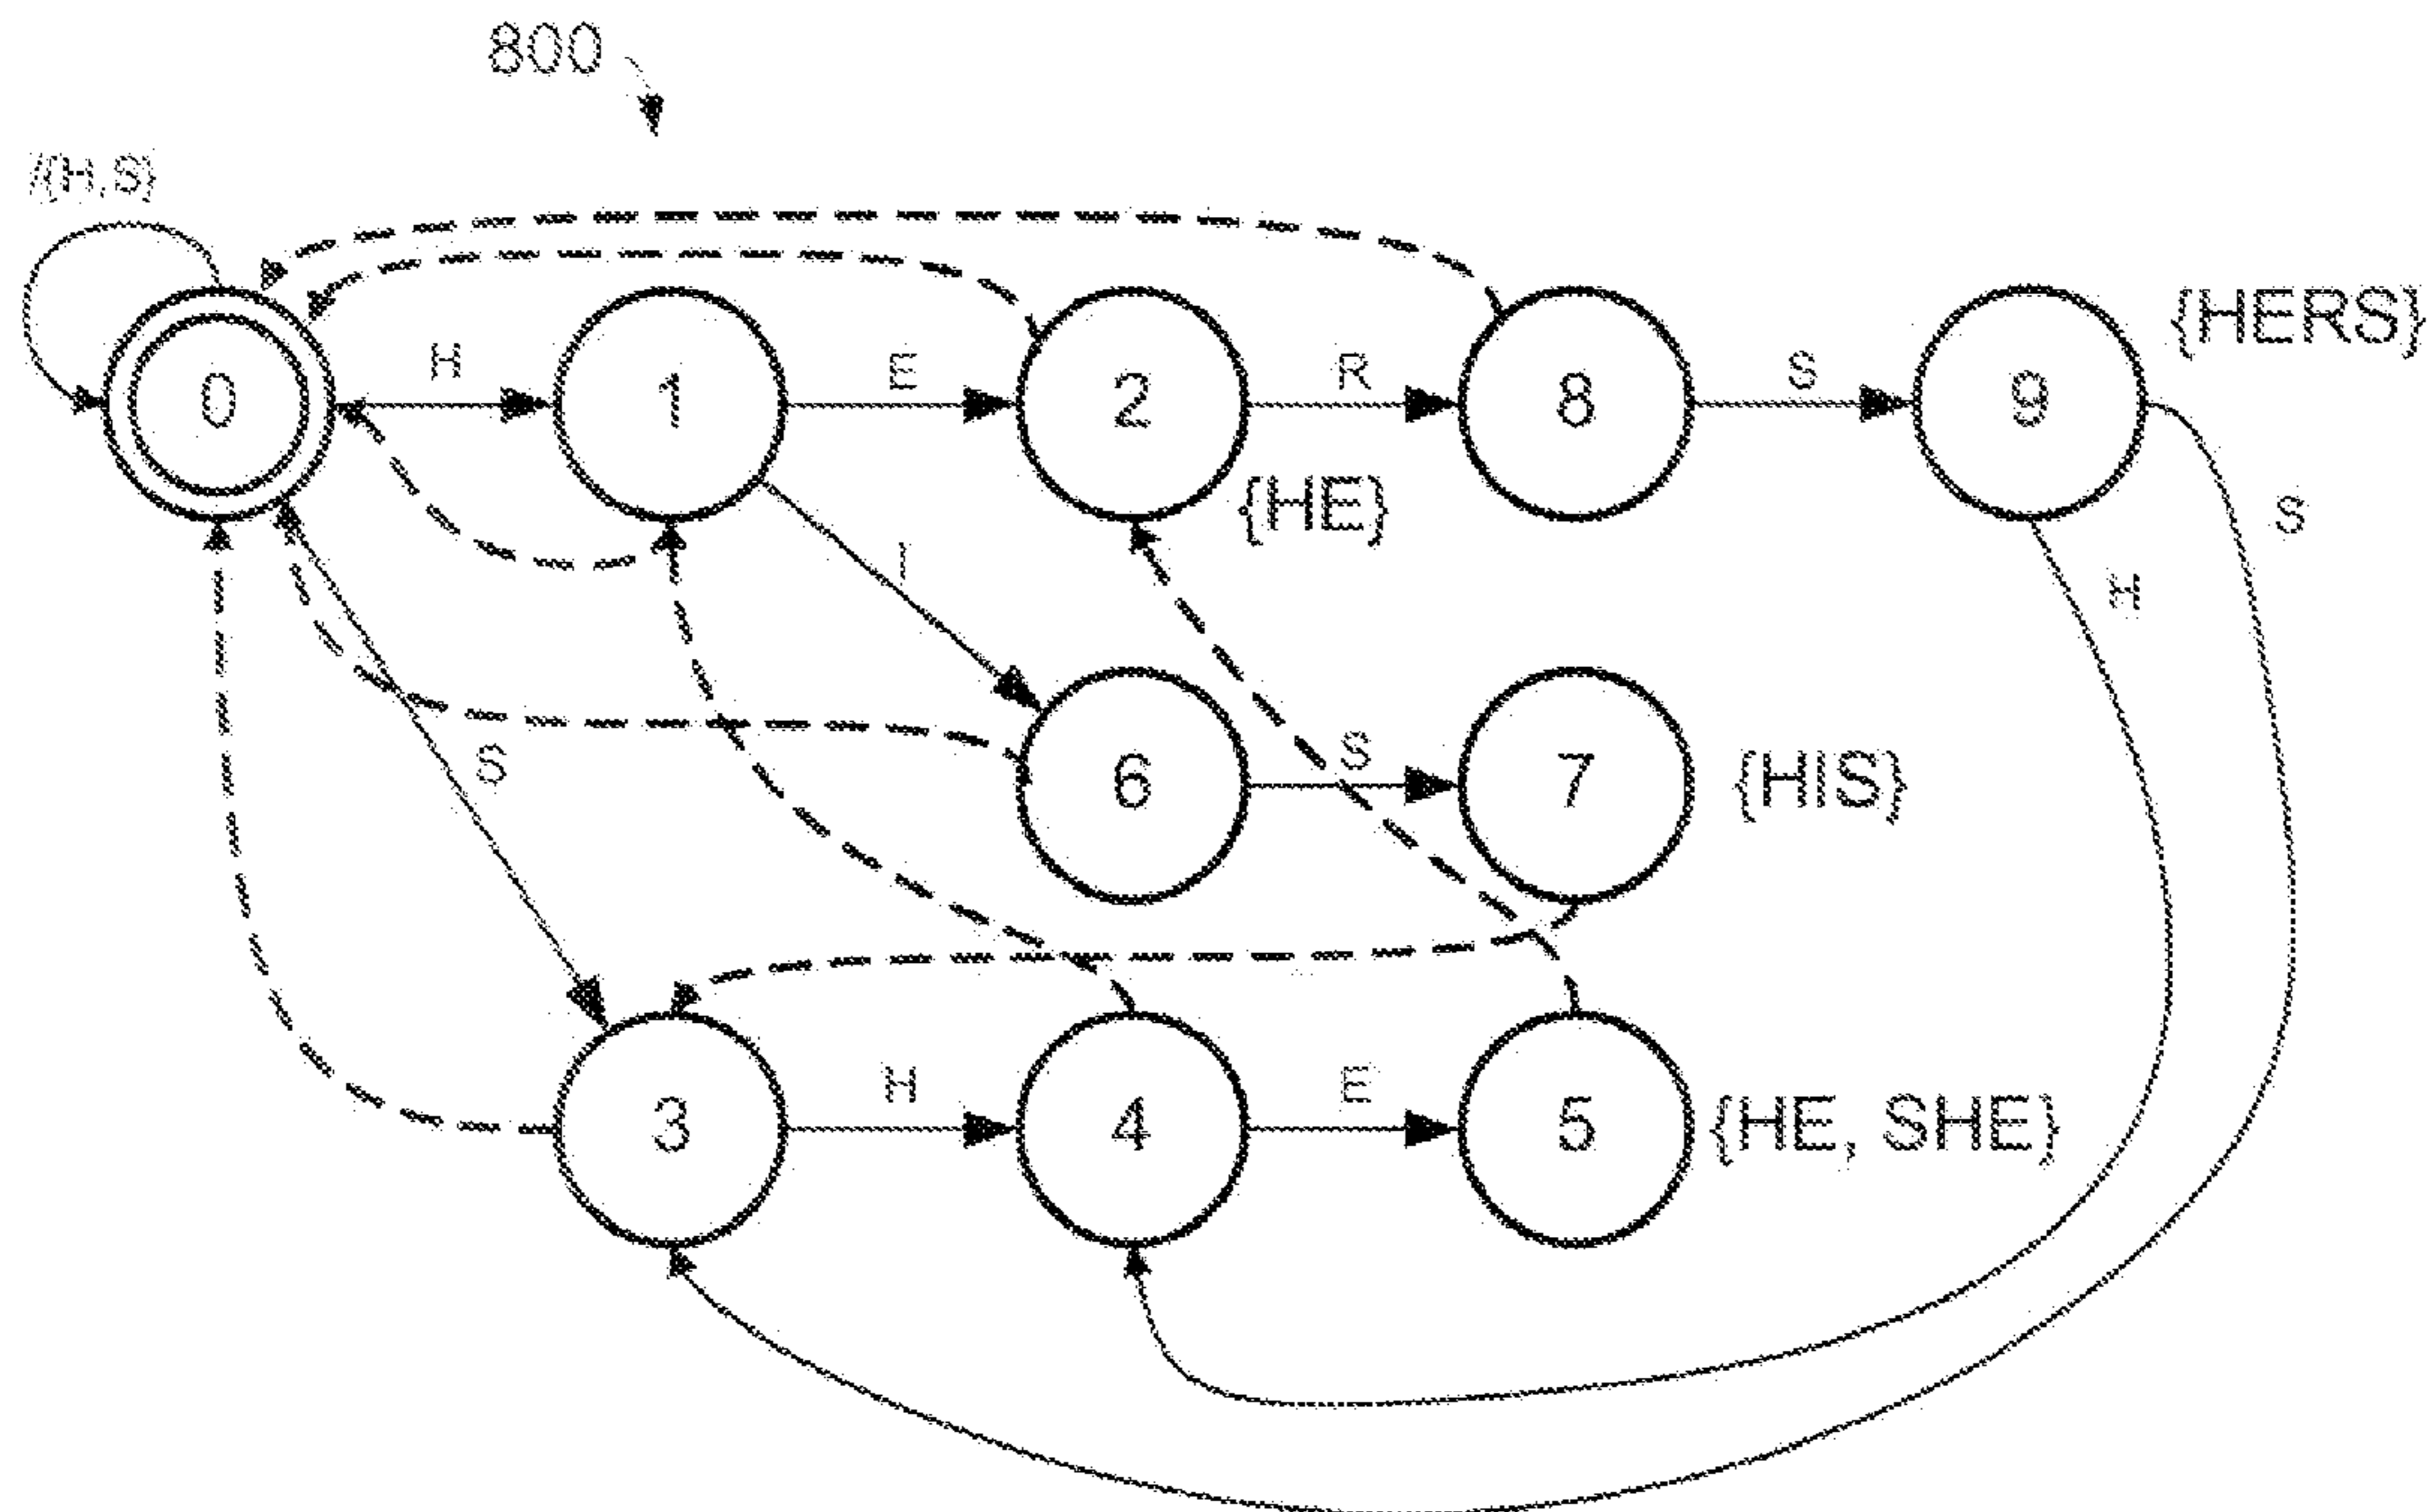 800
/{H,S}
0 H 1 E 2 R 8 S 9 {HERS}
{HE}
S
I
H
S
6 S 7 {HIS}
3 H 4 E 5 {HE, SHE}